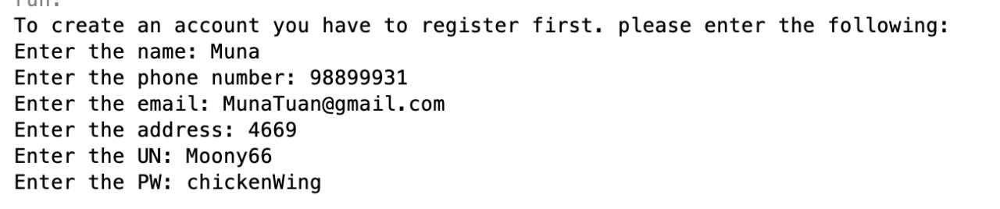 run:
To create an account you have to register first. please enter the following:
Enter the name: Muna
Enter the phone number: 98899931
Enter the email: MunaTuan@gmail.com
Enter the address: 4669
Enter the UN: Moony66
Enter the PW: chickenWing